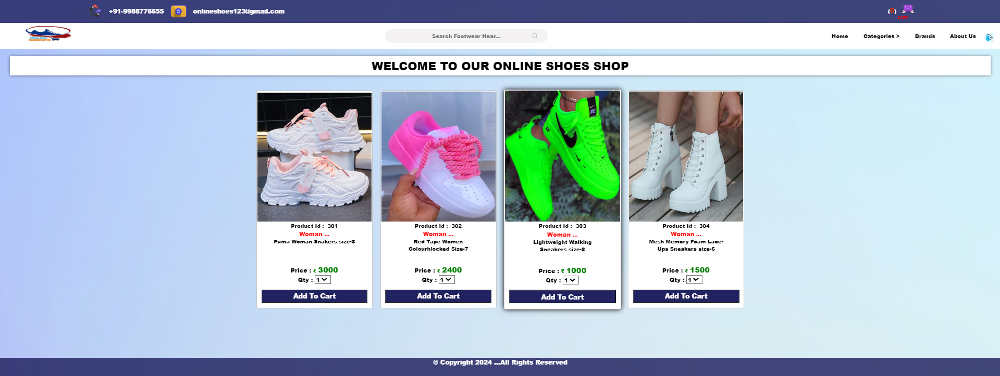 +91-9988776655 onlineshoes123@gmail.com (0)
CART
ONLINE
SHOES
Search Footwear Hear...
Home Categories > Brands About Us
WELCOME TO OUR ONLINE SHOES SHOP
NIKE
Product Id : 301
Woman ...
Puma Woman Snakers size-8
Price : ₹ 3000
Qty : 1
Add To Cart
Product Id : 302
Woman ...
Red Tape Women
Colourblocked Size-7
Price : ₹ 2400
Qty : 1
Add To Cart
Product Id : 303
Woman ...
Lightweight Walking
Sneakers size-8
Price : ₹ 1000
Qty : 1
Add To Cart
Product Id : 304
Woman ...
Mesh Memory Foam Lace-
Ups Sneakers size-6
Price : ₹ 1500
Qty : 1
Add To Cart
© Copyright 2024 ...All Rights Reserved